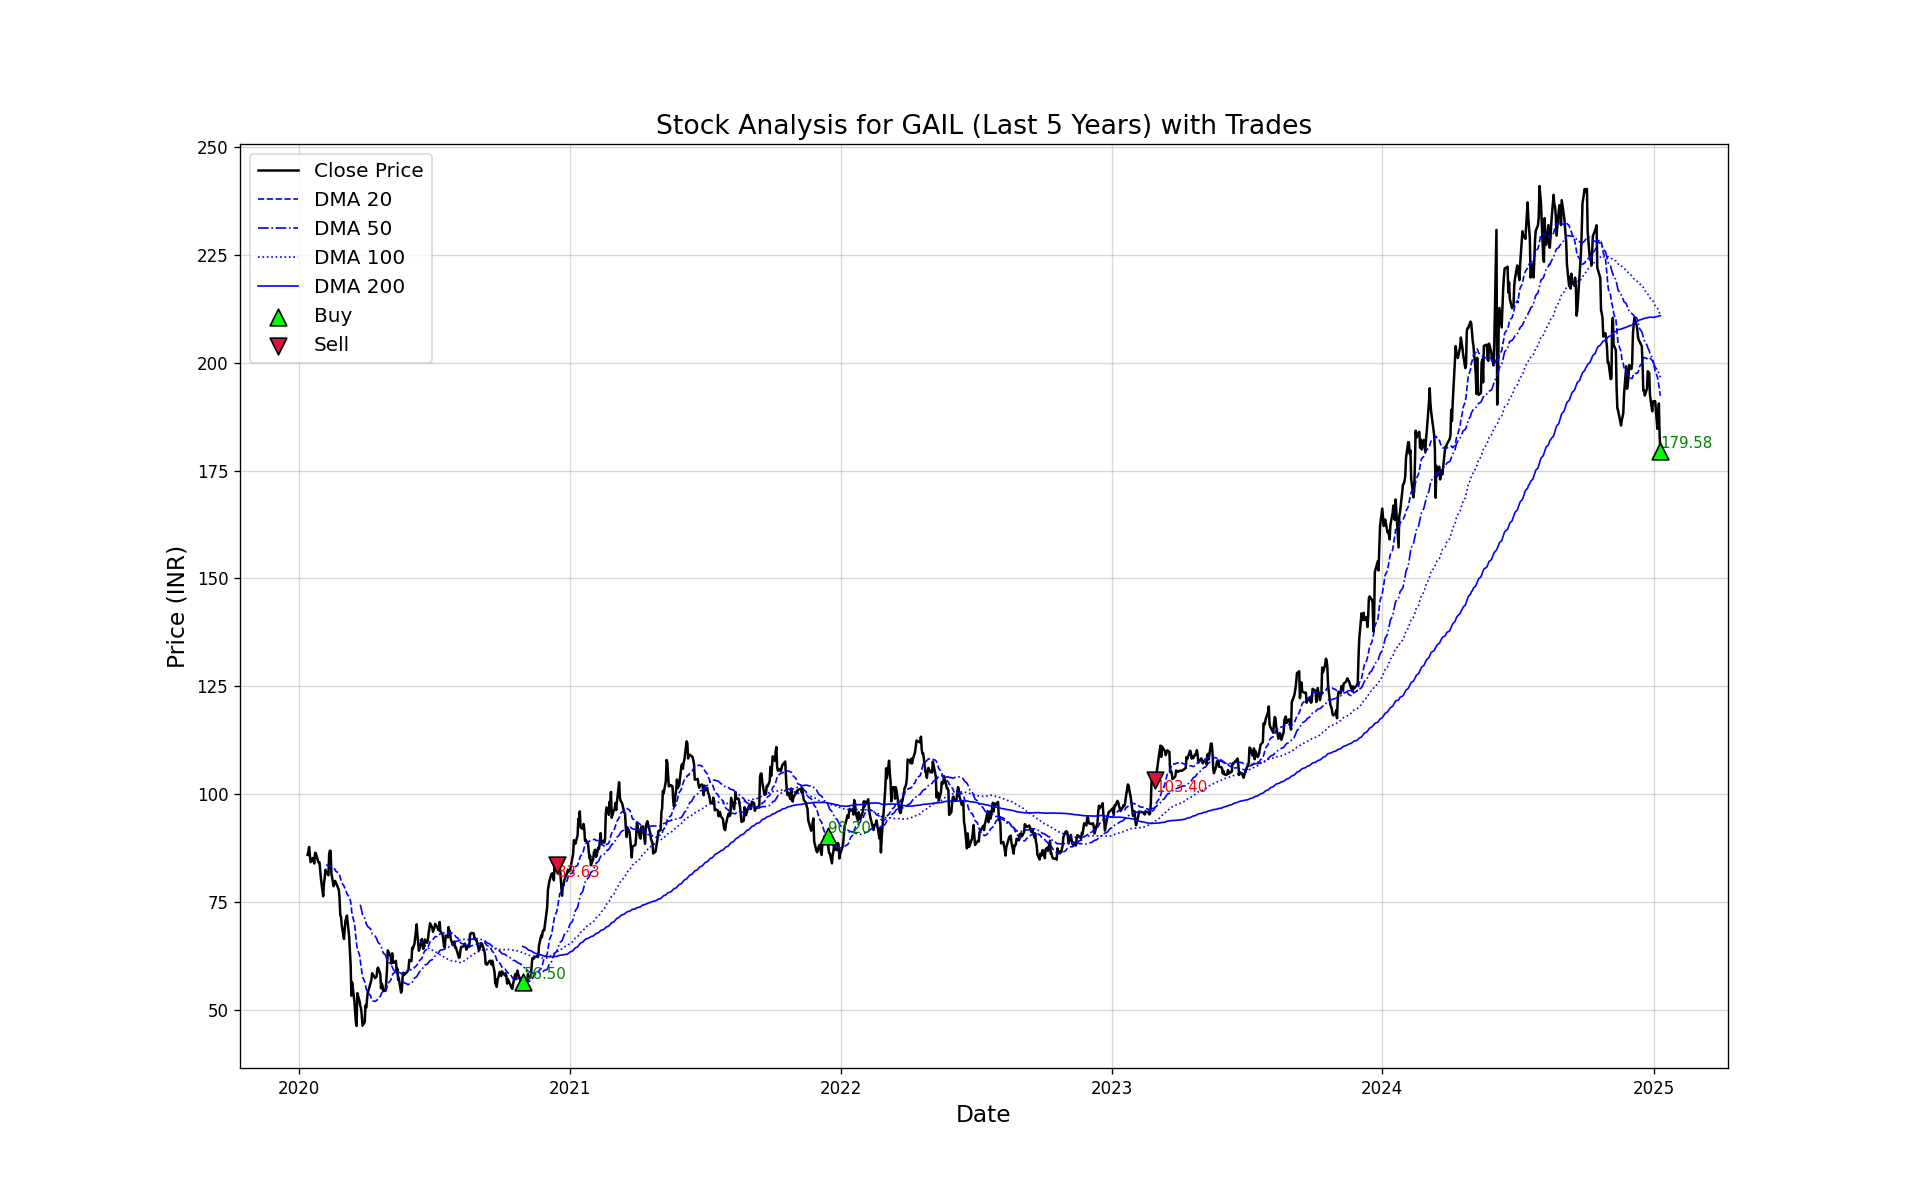 Stock Analysis for GAIL (Last 5 Years) with Trades
250
225
200
175
150
125
100
75
50
Price (INR)
Close Price
DMA 20
DMA 50
DMA 100
DMA 200
Buy
Sell
179.58
103.40
90.20
83.63
56.50
2020
2021
2022
2023
2024
2025
Date